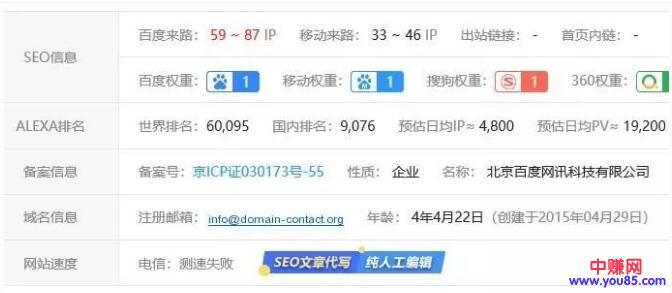 SEO信息
百度来路: 59 ~ 87 IP 移动来路: 33 ~ 46 IP 出站链接: - 首页内链: -
百度权重: 1 移动权重: 1 搜狗权重: S 1 360权重:
ALEXA排名 世界排名: 60,095 国内排名: 9,076 预估日均IP≈ 4,800 预估日均PV≈ 19,200
备案信息 备案号: 京ICP证030173号-55 性质: 企业 名称: 北京百度网讯科技有限公司
域名信息 注册邮箱: info@domain-contact.org 年龄: 4年4月22日 (创建于2015年04月29日)
网站速度 电信: 测速失败 SEO文章代写 纯人工编辑
中赚网
www.you85.com